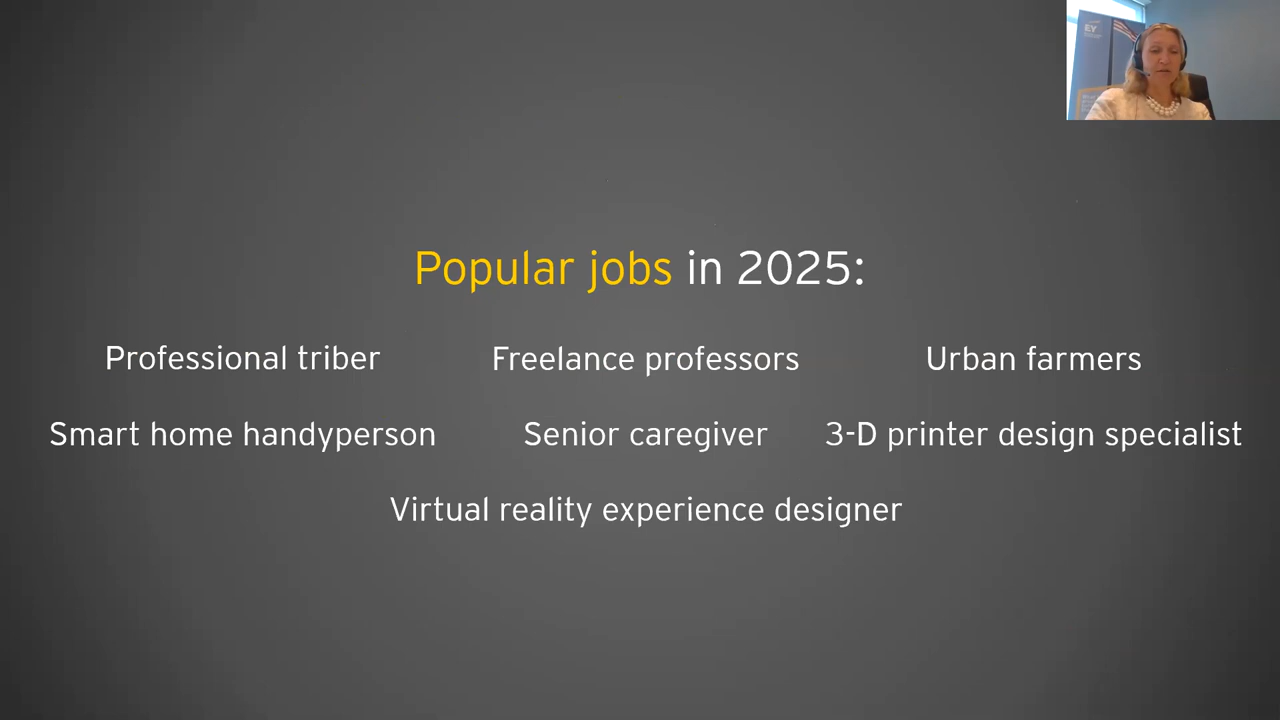 EY
Popular jobs in 2025:
Professional triber Freelance professors Urban farmers
Smart home handyperson Senior caregiver 3-D printer design specialist
Virtual reality experience designer